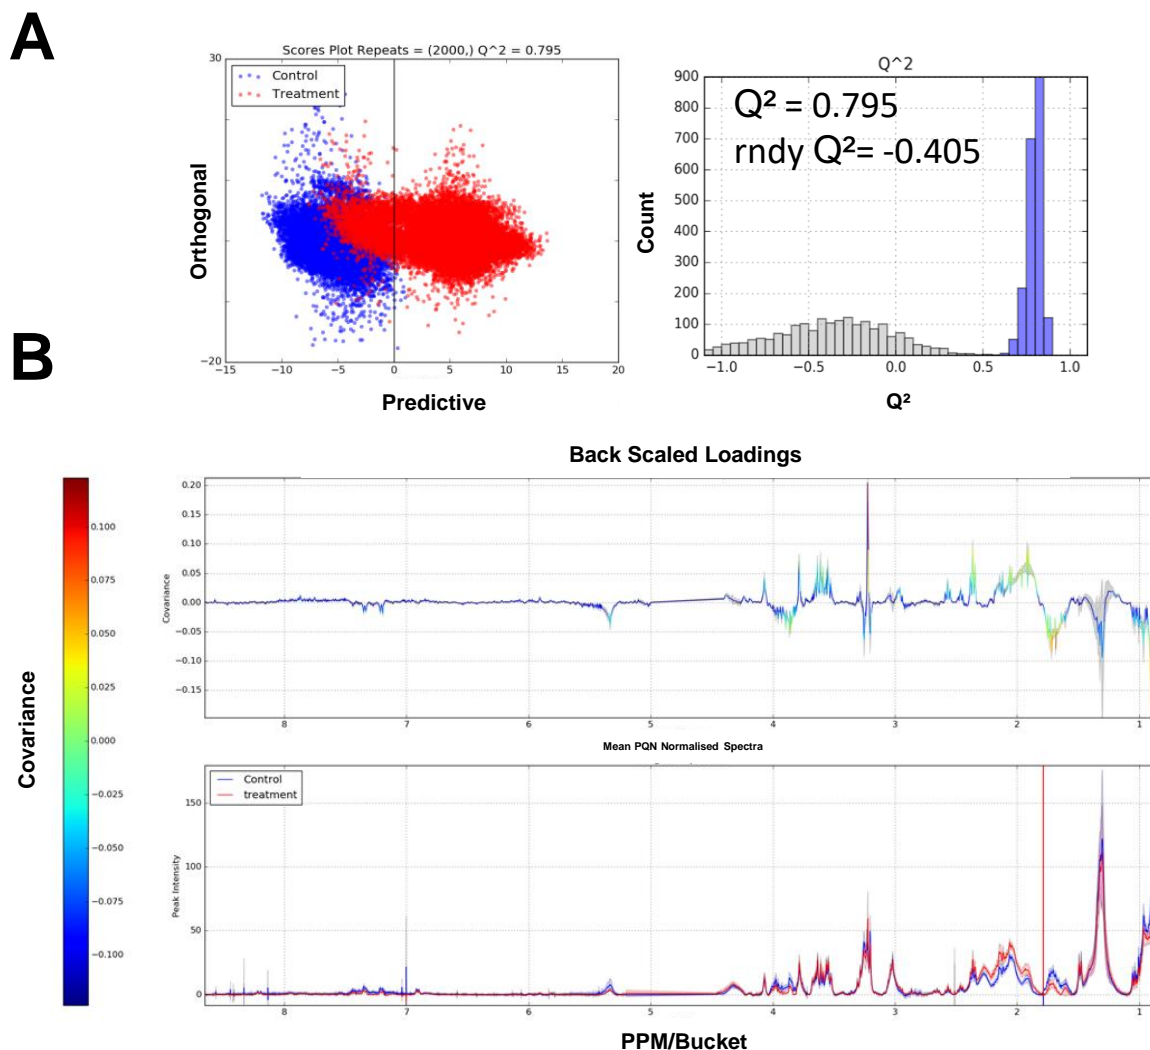 A
Scores Plot Repeats = (2000,) Q^2 = 0.795
30
Control
Treatment
Orthogonal
−20
−15 −10 −5 0 5 10 15 20
Predictive
Q^2
Q² = 0.795
rndy Q²= -0.405
900
800
700
600
500
400
300
200
100
0
Count
−1.0 −0.5 0.0 0.5 1.0
Q²
B
Back Scaled Loadings
Covariance
0.100
0.075
0.050
0.025
0.000
−0.025
−0.050
−0.075
−0.100
Covariance
0.20
0.15
0.10
0.05
0.00
−0.05
−0.10
−0.15
8 7 6 5 4 3 2 1
Mean PQN Normalised Spectra
Control
treatment
Peak Intensity
150
100
50
0
8 7 6 5 4 3 2 1
PPM/Bucket